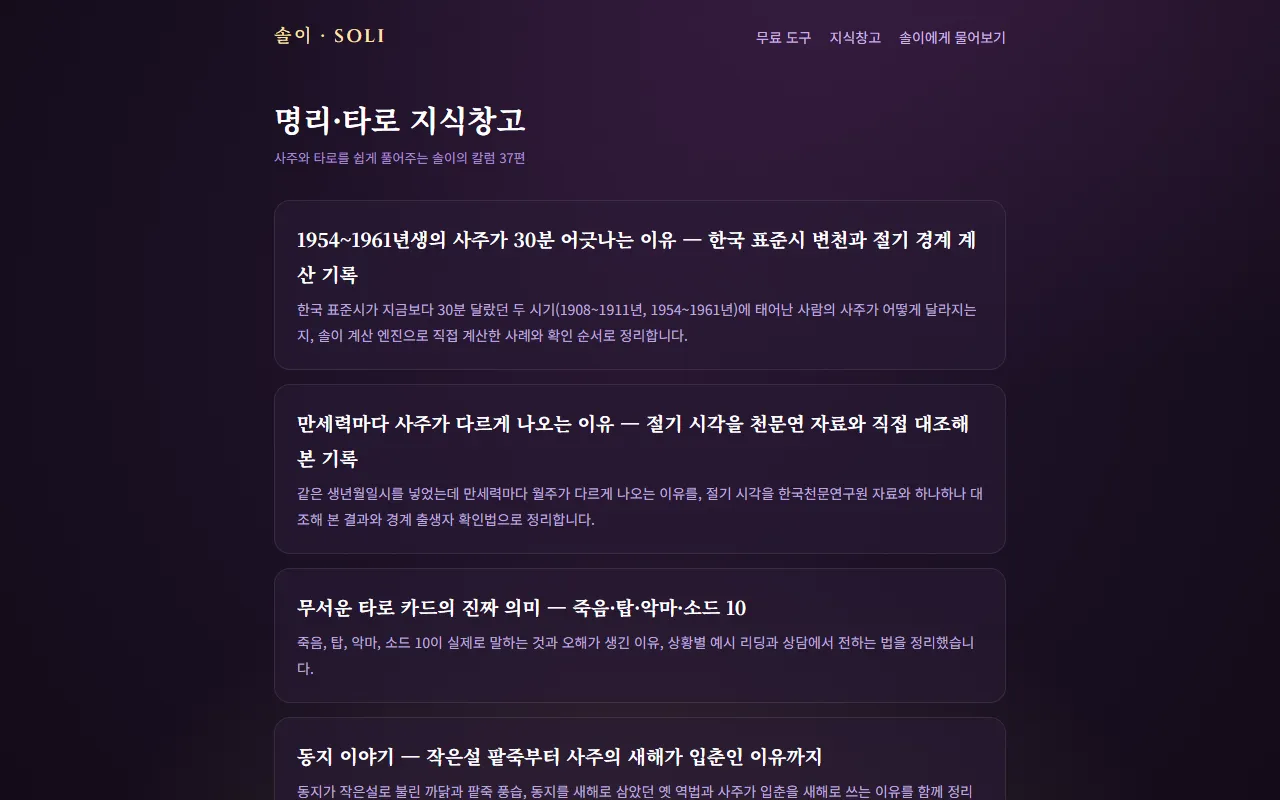 솔이 · SOLI
무료 도구 지식창고 솔이에게 물어보기
명리·타로 지식창고
사주와 타로를 쉽게 풀어주는 솔이의 칼럼 37편
1954~1961년생의 사주가 30분 어긋나는 이유 — 한국 표준시 변천과 절기 경계 계
산 기록
한국 표준시가 지금보다 30분 달랐던 두 시기(1908~1911년, 1954~1961년)에 태어난 사람의 사주가 어떻게 달라지는
지, 솔이 계산 엔진으로 직접 계산한 사례와 확인 순서로 정리합니다.
만세력마다 사주가 다르게 나오는 이유 — 절기 시각을 천문연 자료와 직접 대조해
본 기록
같은 생년월일시를 넣었는데 만세력마다 월주가 다르게 나오는 이유를, 절기 시각을 한국천문연구원 자료와 하나하나 대
조해 본 결과와 경계 출생자 확인법으로 정리합니다.
무서운 타로 카드의 진짜 의미 — 죽음·탑·악마·소드 10
죽음, 탑, 악마, 소드 10이 실제로 말하는 것과 오해가 생긴 이유, 상황별 예시 리딩과 상담에서 전하는 법을 정리했습니
다.
동지 이야기 — 작은설 팥죽부터 사주의 새해가 입춘인 이유까지
동지가 작은설로 불린 까닭과 팥죽 풍습, 동지를 새해로 삼았던 옛 역법과 사주가 입춘을 새해로 쓰는 이유를 함께 정리